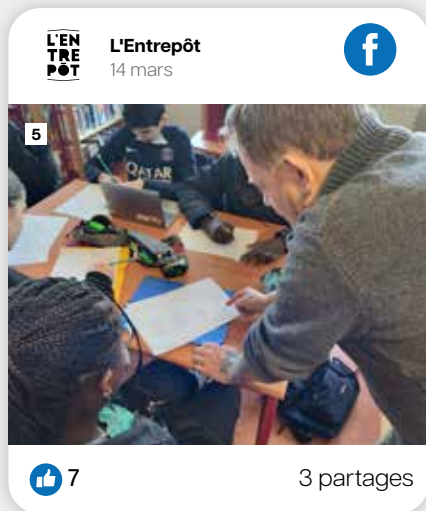 L'EN
TRE
PÔT
L'Entrepôt
14 mars
f
5
QATAR
7
3 partages